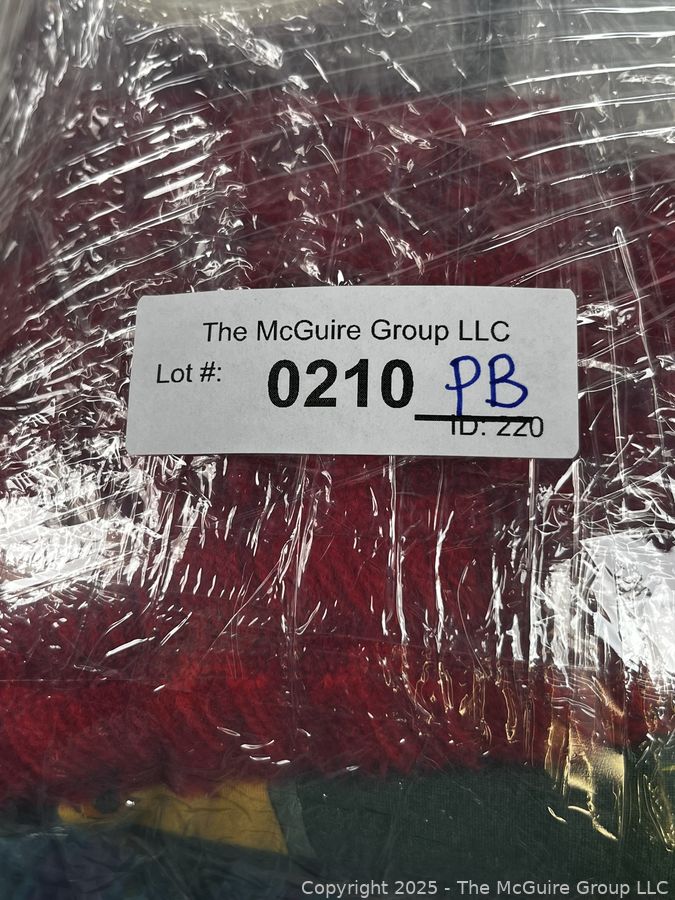 The McGuire Group LLC
Lot #: 0210 PB
ID: 220
Copyright 2025 - The McGuire Group LLC